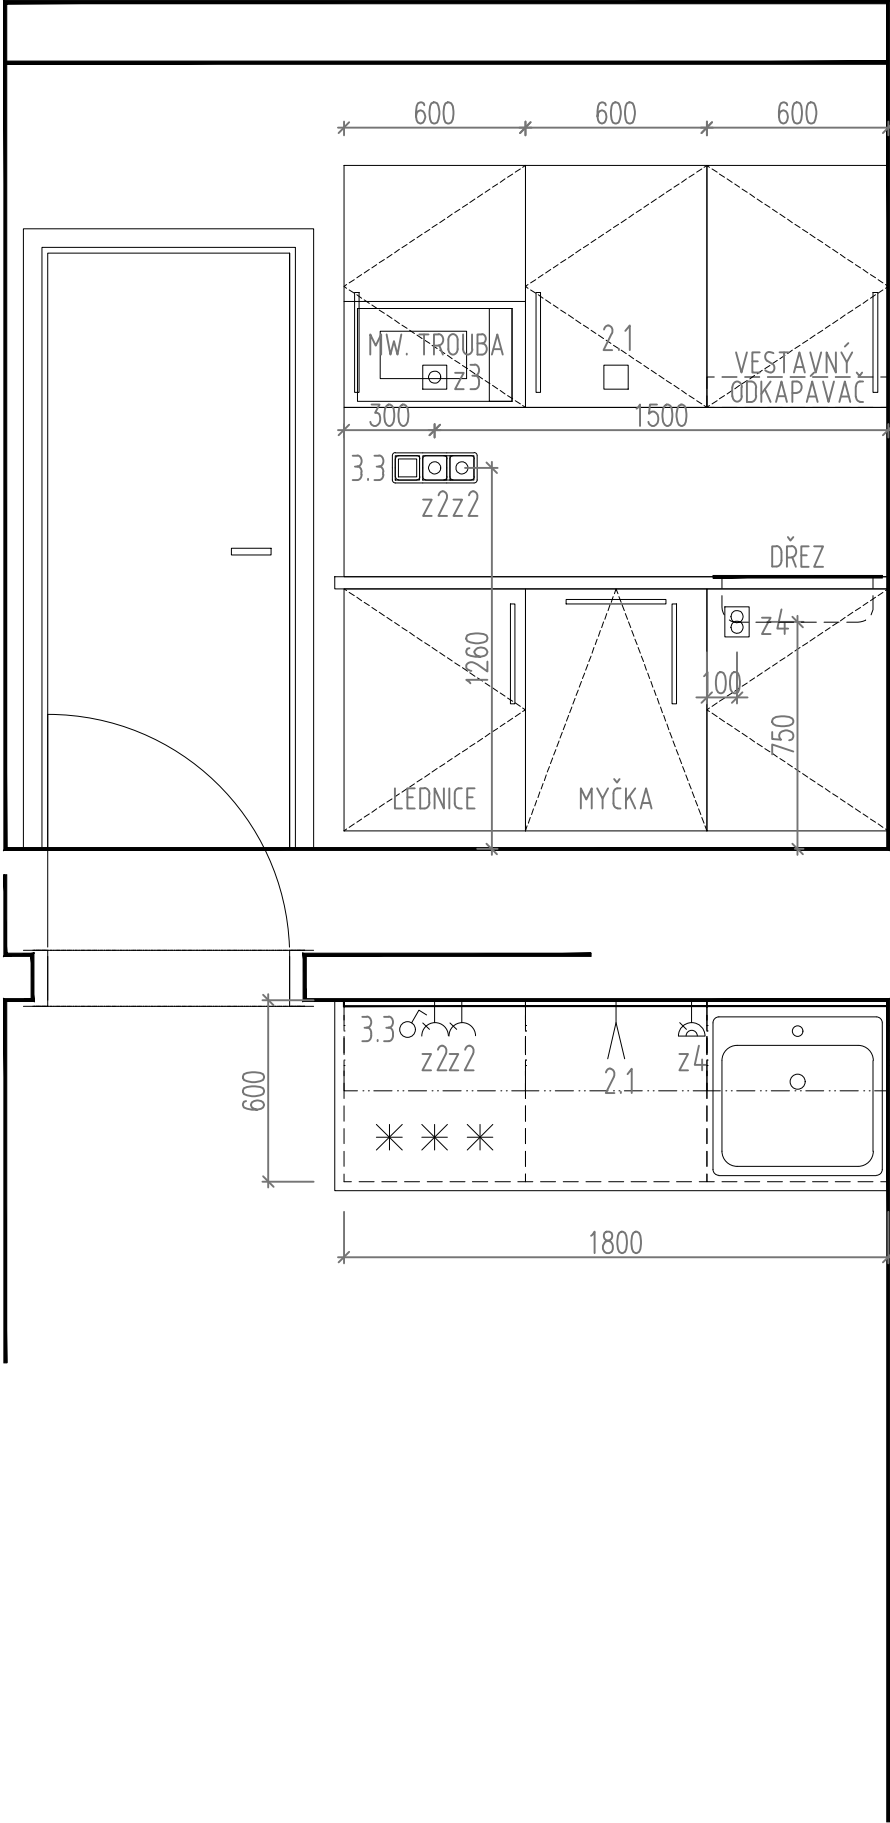 600 600 600
MW. TROUBA
z3
2.1
VESTAVNÝ
ODKAPÁVAČ
300 1500
3.3
z2z2
DŘEZ
z4
1260
100
750
LEDNICE
MYČKA
3.3
z2z2
z4
2.1
600
1800